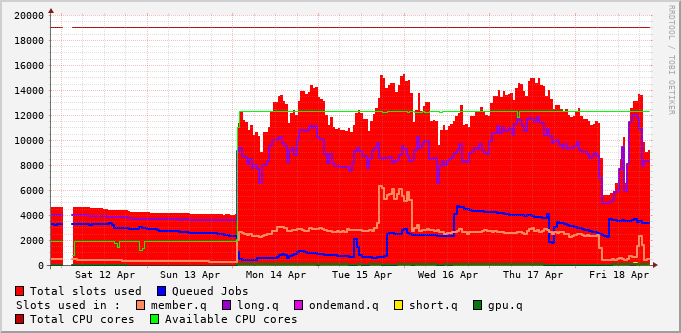 20000
18000
16000
14000
12000
10000
8000
6000
4000
2000
0
Sat 12 Apr Sun 13 Apr Mon 14 Apr Tue 15 Apr Wed 16 Apr Thu 17 Apr Fri 18 Apr
Total slots used Queued Jobs
Slots used in : member.q long.q ondemand.q short.q gpu.q
Total CPU cores Available CPU cores
RRDTOOL / TOBI OETIKER